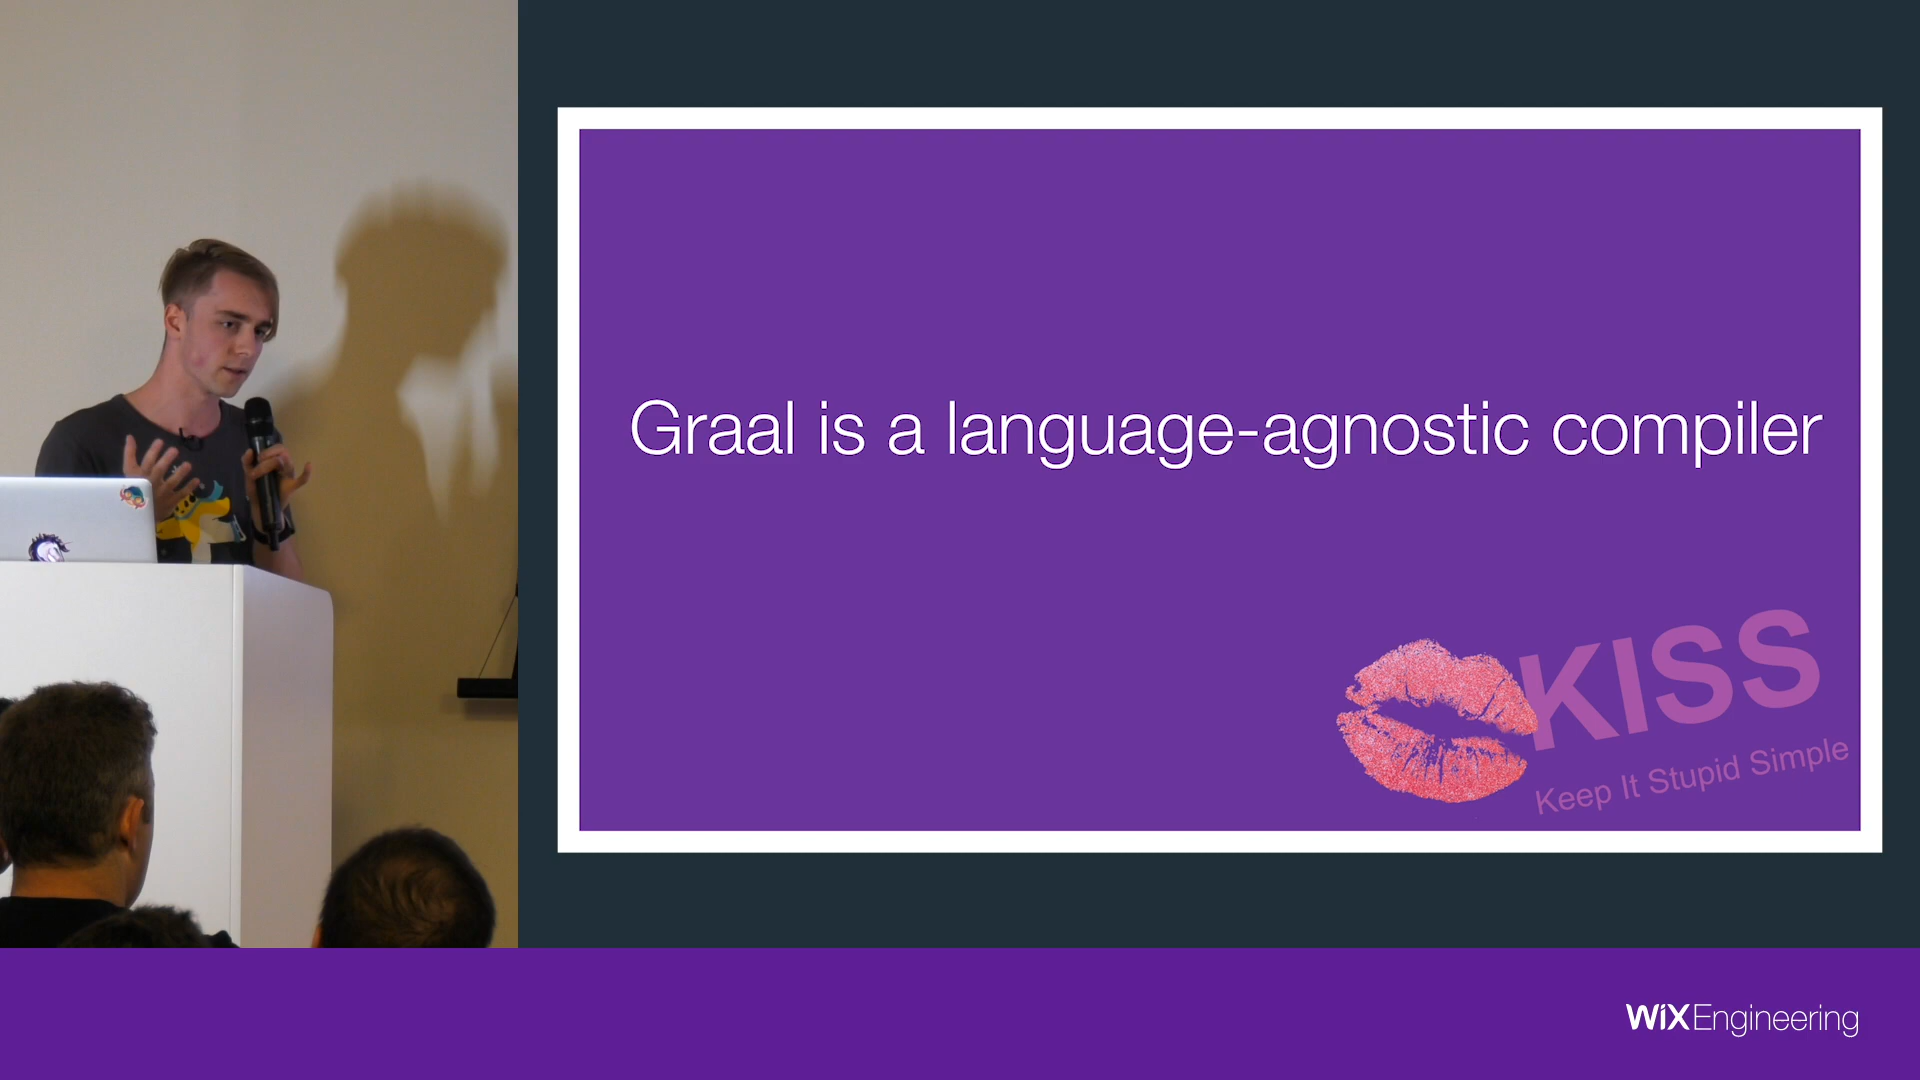 Graal is a language-agnostic compiler
KISS
Keep It Stupid Simple
WiX Engineering